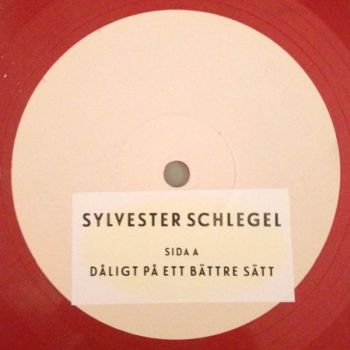 SYLVESTER SCHLEGEL
SIDA A
DÅLIGT PÅ ETT BÄTTRE SÄTT